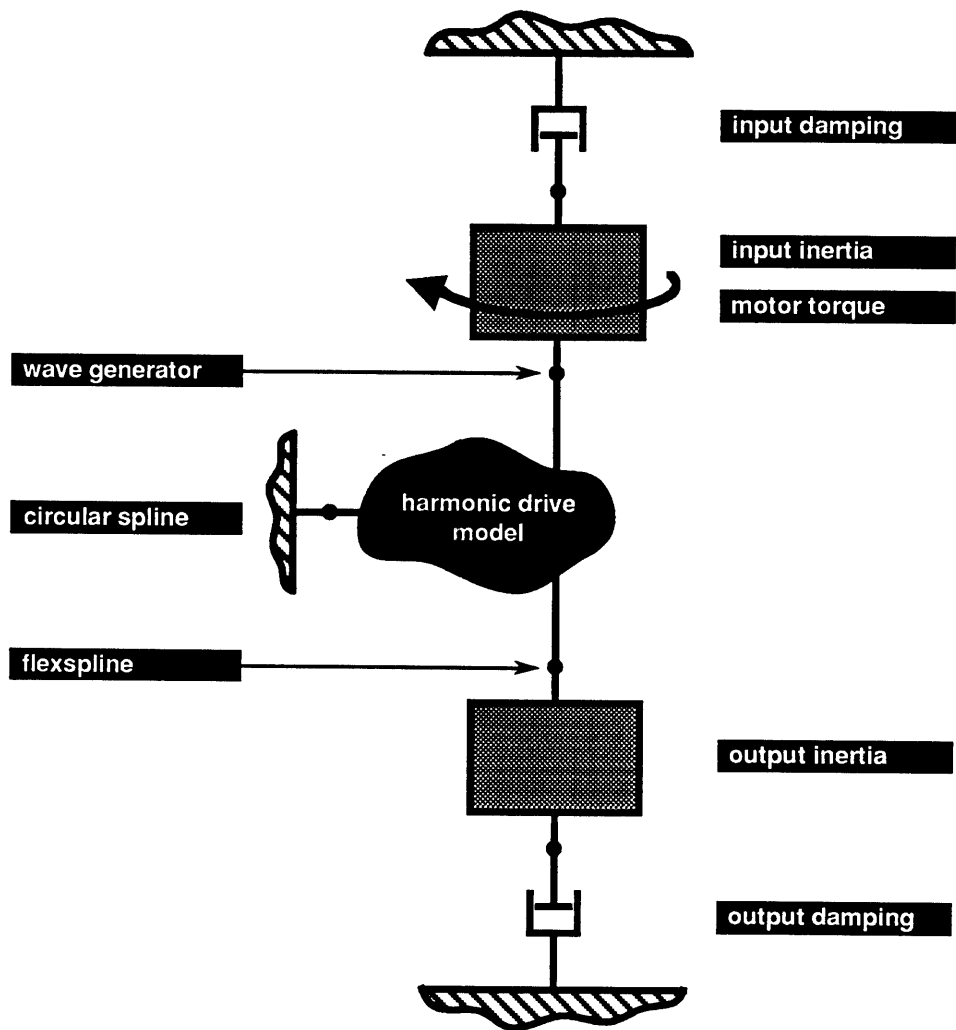 input damping
input inertia
motor torque
wave generator
harmonic drive
model
circular spline
flexspline
output inertia
output damping